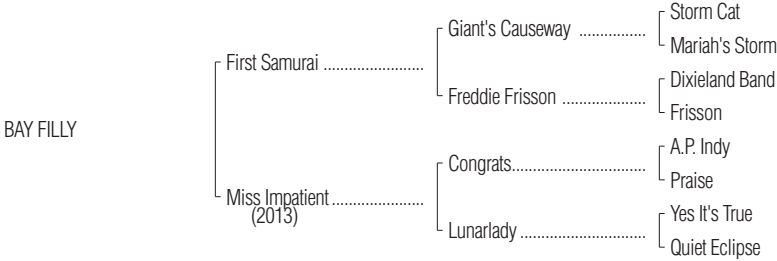 Storm Cat
Giant's Causeway ...............
Mariah's Storm
First Samurai .......................
Dixieland Band
Freddie Frisson ...................
Frisson
BAY FILLY
A.P. Indy
Congrats..............................
Praise
Miss Impatient.....................
(2013)
Yes It's True
Lunarlady ............................
Quiet Eclipse